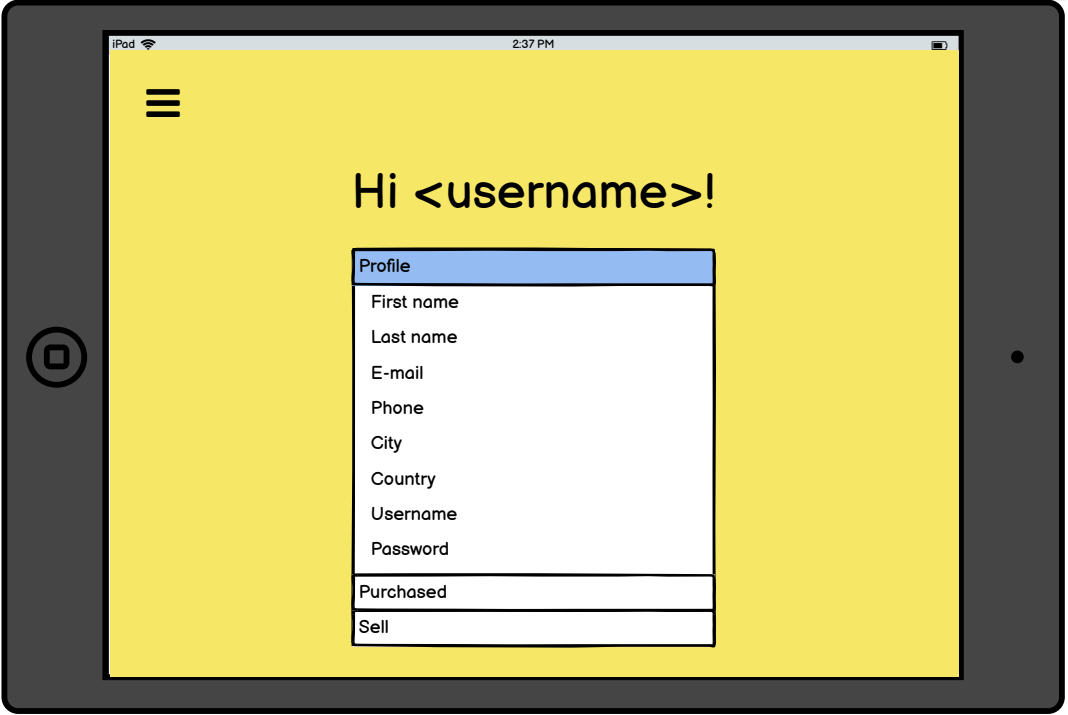 iPad
2:37 PM
Hi <username>!
Profile
First name
Last name
E-mail
Phone
City
Country
Username
Password
Purchased
Sell